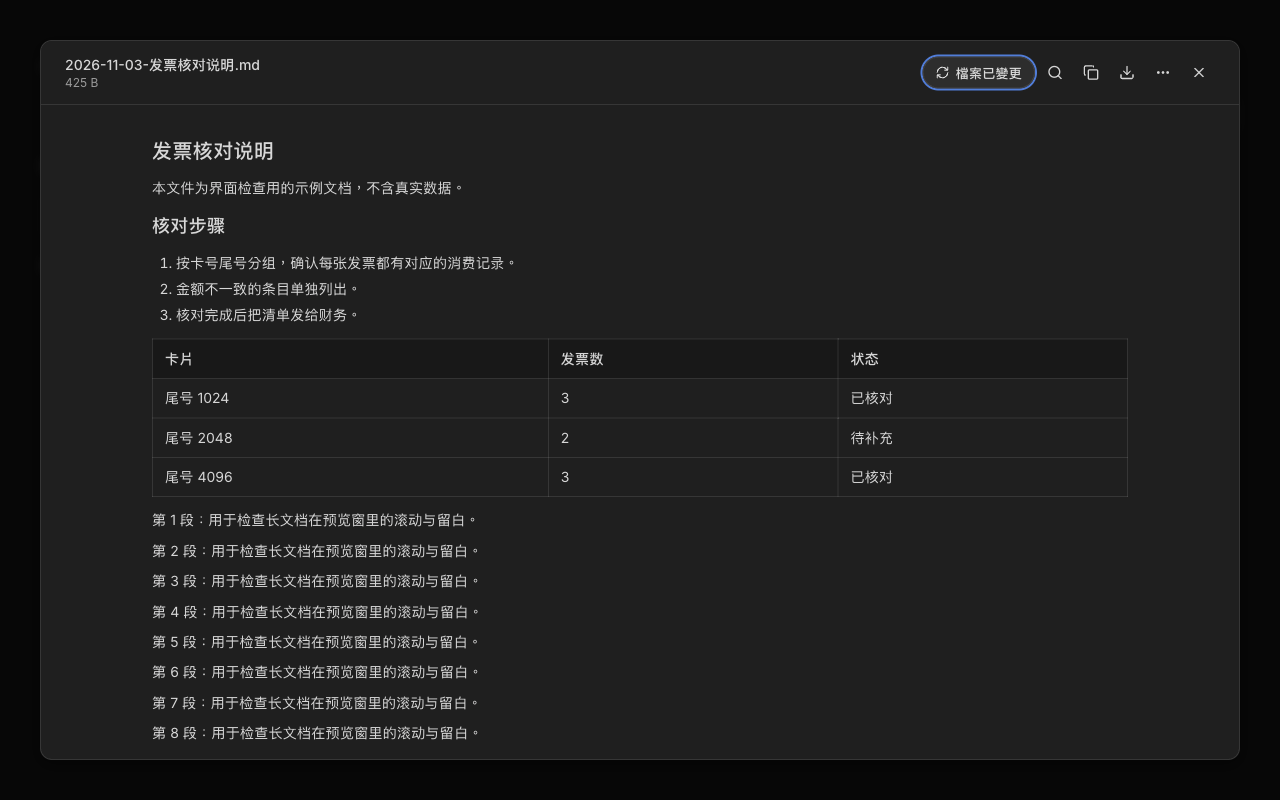 2026-11-03-发票核对说明.md
425 B
檔案已變更
发票核对说明
本文件为界面检查用的示例文档，不含真实数据。
核对步骤
1. 按卡号尾号分组，确认每张发票都有对应的消费记录。
2. 金额不一致的条目单独列出。
3. 核对完成后把清单发给财务。
卡片 发票数 状态
尾号 1024 3 已核对
尾号 2048 2 待补充
尾号 4096 3 已核对
第 1 段：用于检查长文档在预览窗里的滚动与留白。
第 2 段：用于检查长文档在预览窗里的滚动与留白。
第 3 段：用于检查长文档在预览窗里的滚动与留白。
第 4 段：用于检查长文档在预览窗里的滚动与留白。
第 5 段：用于检查长文档在预览窗里的滚动与留白。
第 6 段：用于检查长文档在预览窗里的滚动与留白。
第 7 段：用于检查长文档在预览窗里的滚动与留白。
第 8 段：用于检查长文档在预览窗里的滚动与留白。